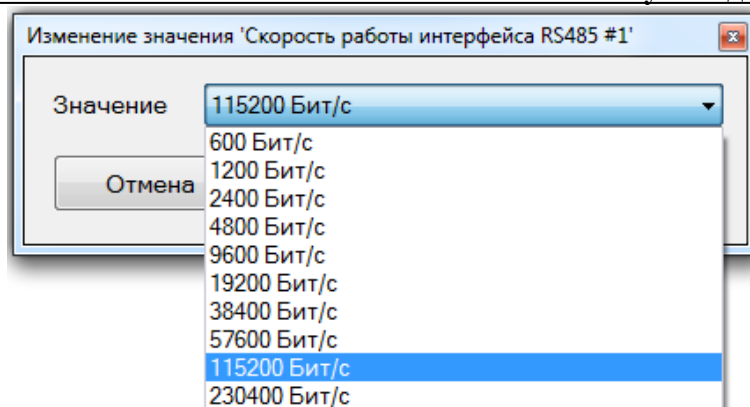 Изменение значения 'Скорость работы интерфейса RS485 #1'
Значение 115200 Бит/с
Отмена
600 Бит/с
1200 Бит/с
2400 Бит/с
4800 Бит/с
9600 Бит/с
19200 Бит/с
38400 Бит/с
57600 Бит/с
115200 Бит/с
230400 Бит/с